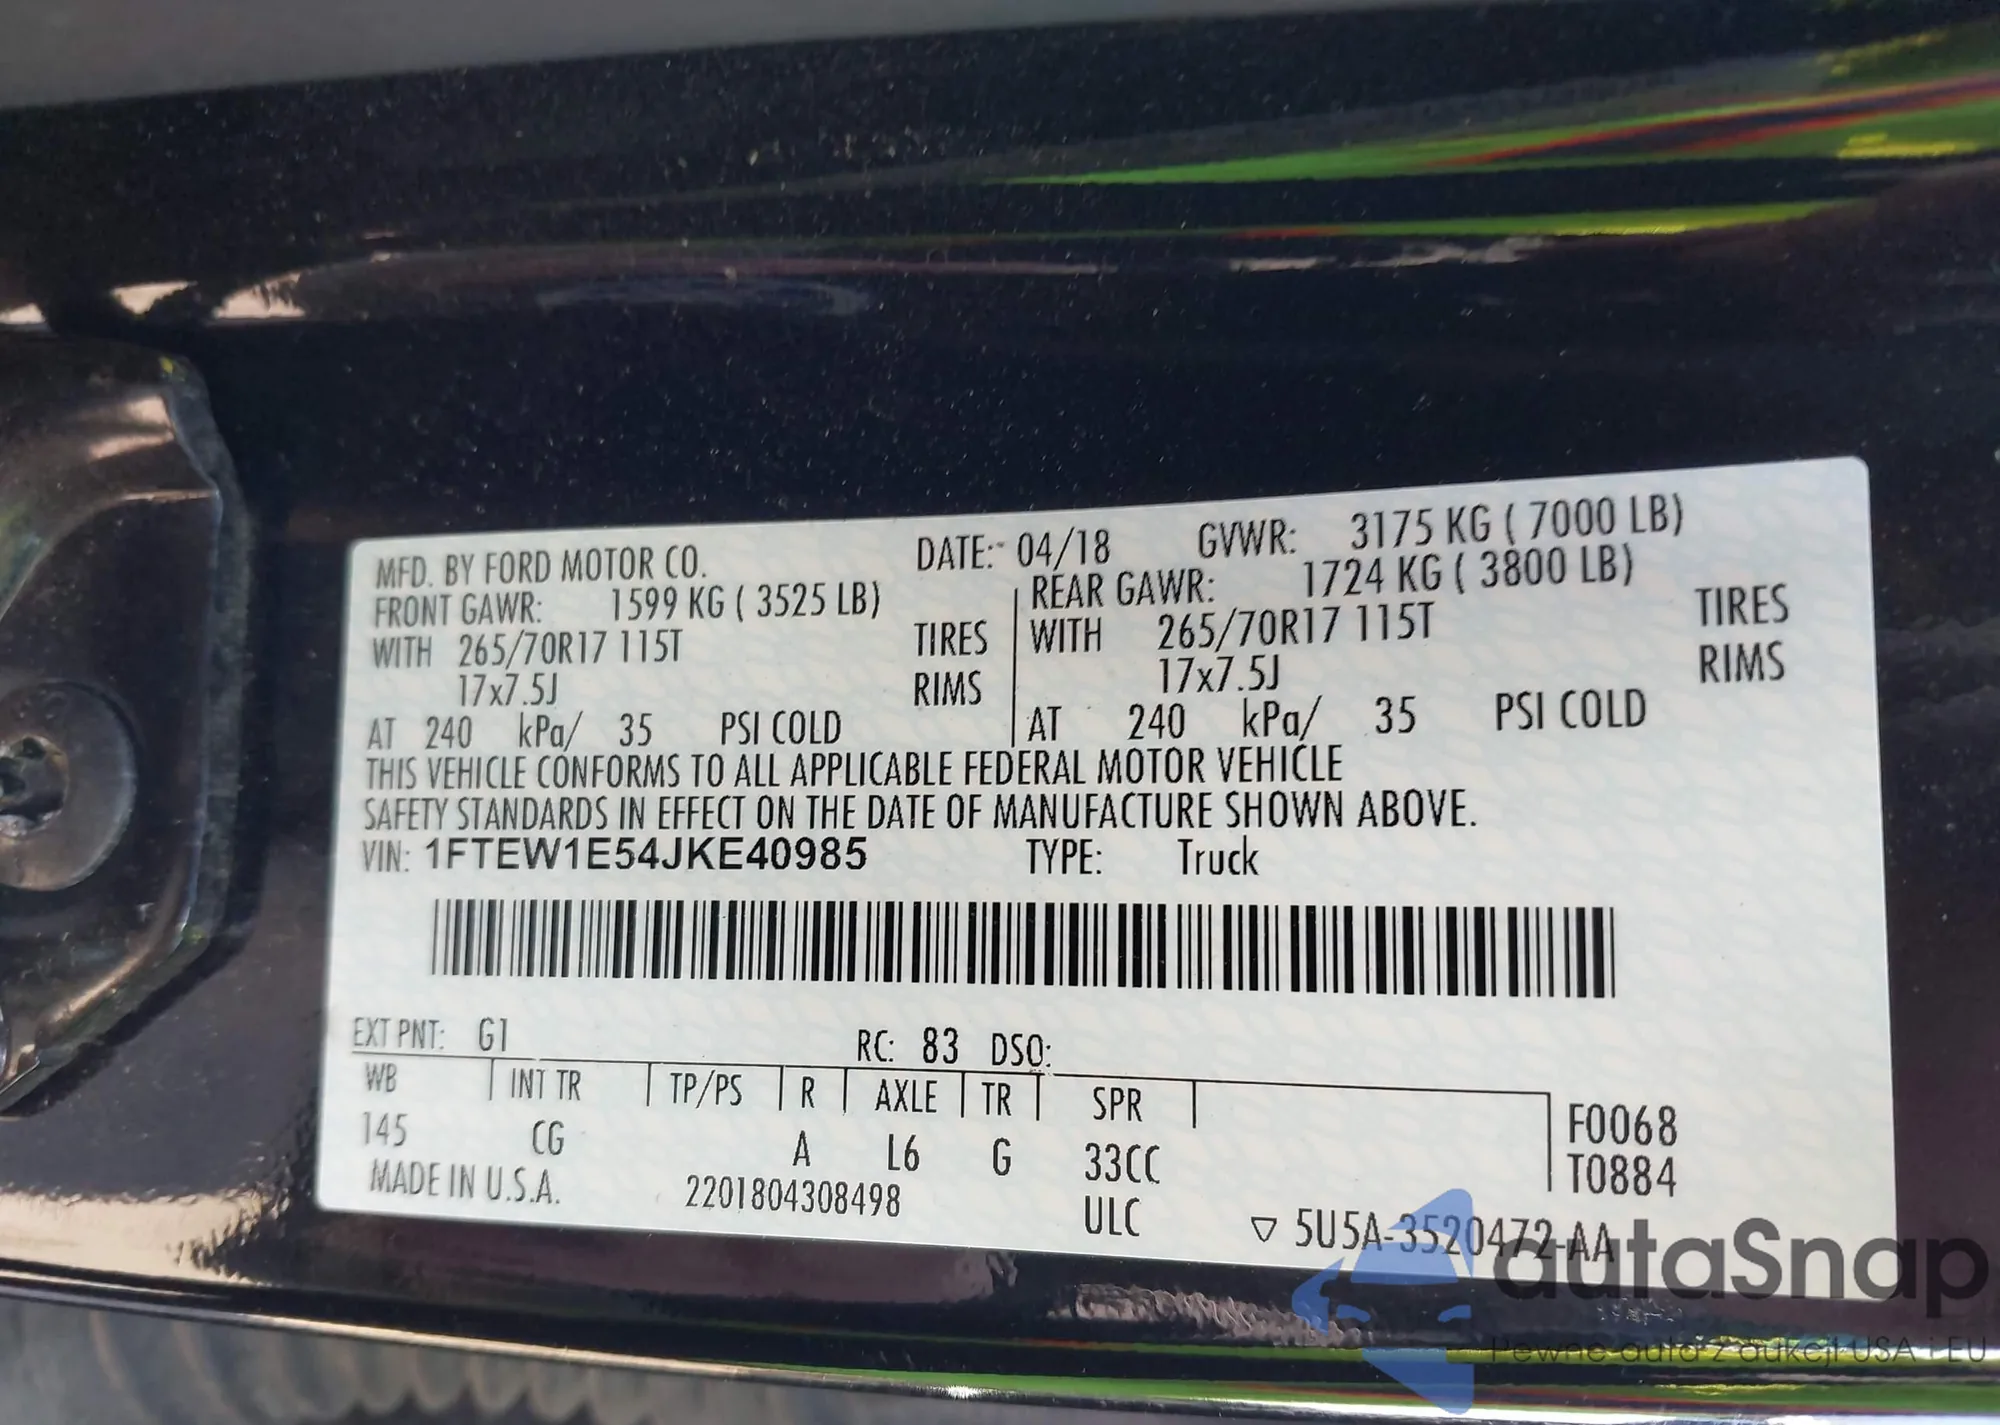 MFD. BY FORD MOTOR CO. DATE: 04/18 GVWR: 3175 KG ( 7000 LB)
FRONT GAWR: 1599 KG ( 3525 LB) REAR GAWR: 1724 KG ( 3800 LB)
WITH 265/70R17 115T TIRES WITH 265/70R17 115T TIRES
17x7.5J RIMS 17x7.5J RIMS
AT 240 kPa/ 35 PSI COLD AT 240 kPa/ 35 PSI COLD
THIS VEHICLE CONFORMS TO ALL APPLICABLE FEDERAL MOTOR VEHICLE
SAFETY STANDARDS IN EFFECT ON THE DATE OF MANUFACTURE SHOWN ABOVE.
VIN: 1FTEW1E54JKE40985 TYPE: Truck
EXT PNT: G1 RC: 83 DSO:
WB INT TR TP/PS R AXLE TR SPR F0068
145 CG A L6 G 33CC T0884
MADE IN U.S.A. 2201804308498 ULC ▽ 5U5A-3520472-AA
autaSnap
Pewne auta z aukcji USA i EU